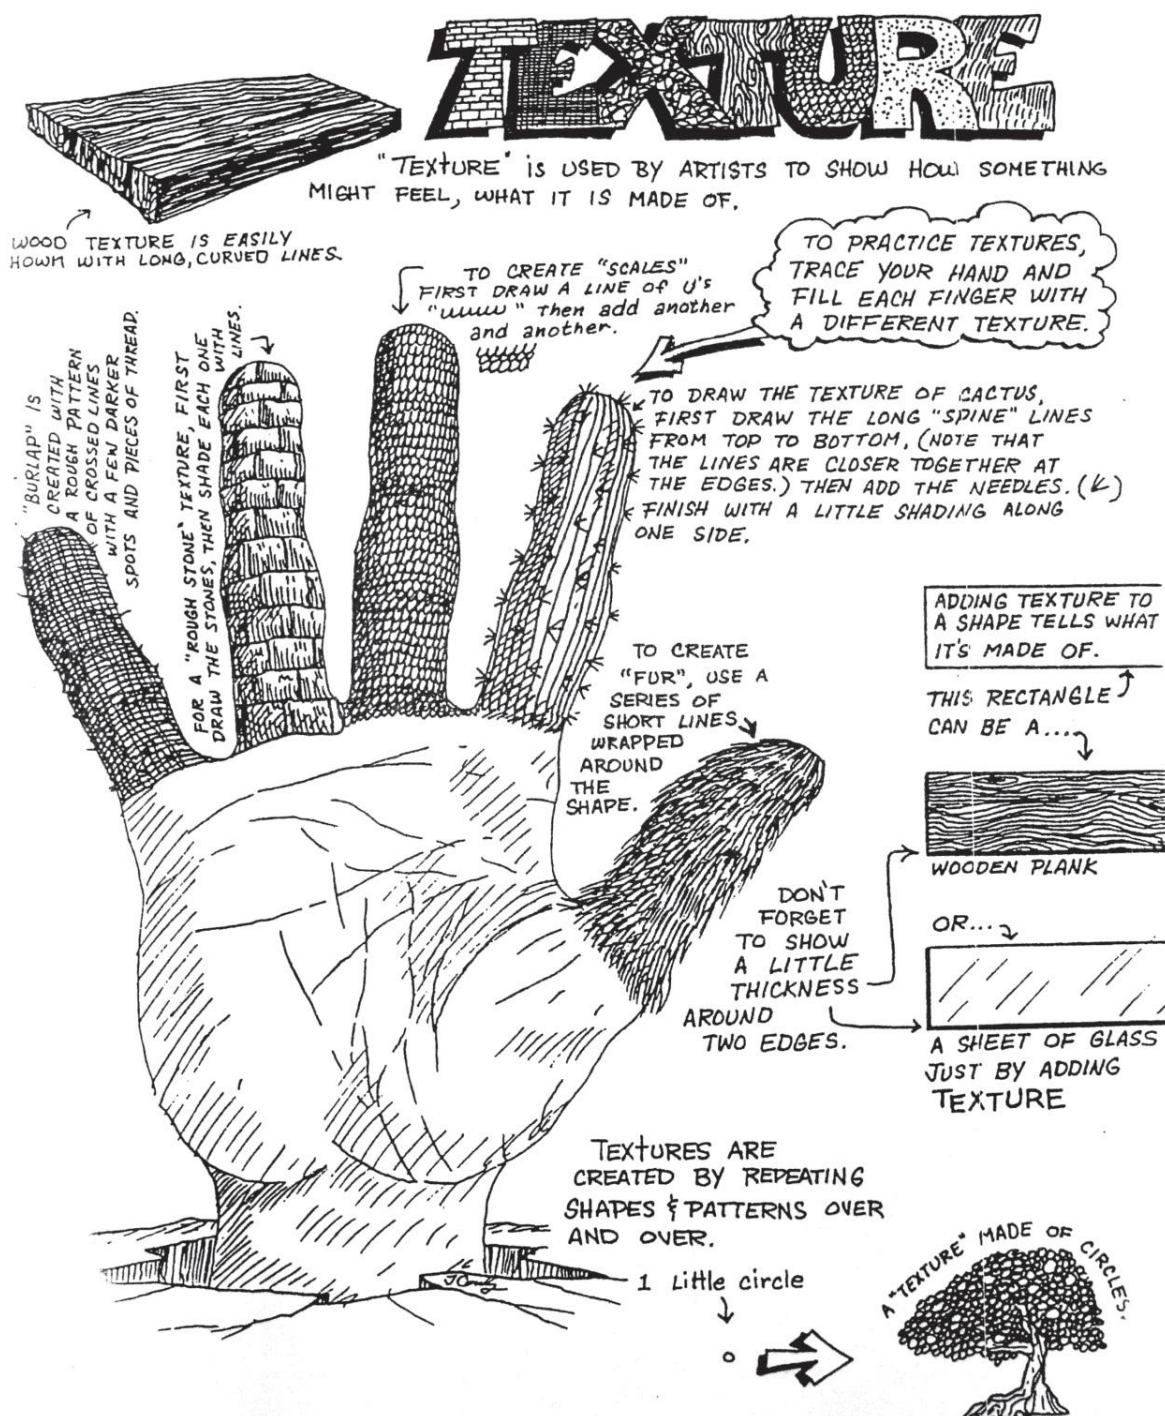 TEXTURE
"TEXTURE" IS USED BY ARTISTS TO SHOW HOW SOMETHING
MIGHT FEEL, WHAT IT IS MADE OF.
WOOD TEXTURE IS EASILY
HOWN WITH LONG, CURVED LINES.
TO CREATE "SCALES"
FIRST DRAW A LINE OF U'S
"uuuuu" Then add another
and another.
TO PRACTICE TEXTURES,
TRACE YOUR HAND AND
FILL EACH FINGER WITH
A DIFFERENT TEXTURE.
"BURLAP" IS
CREATED WITH
A ROUGH PATTERN
OF CROSSED LINES
WITH A FEW DARKER
SPOTS AND PIECES OF THREAD.
FOR A "ROUGH STONE" TEXTURE, FIRST
DRAW THE STONES, THEN SHADE EACH ONE
WITH
LINES.
TO DRAW THE TEXTURE OF CACTUS,
FIRST DRAW THE LONG "SPINE" LINES
FROM TOP TO BOTTOM, (NOTE THAT
THE LINES ARE CLOSER TOGETHER AT
THE EDGES.) THEN ADD THE NEEDLES. (↙)
FINISH WITH A LITTLE SHADING ALONG
ONE SIDE.
TO CREATE
"FUR", USE A
SERIES OF
SHORT LINES
WRAPPED
AROUND
THE
SHAPE.
ADDING TEXTURE TO
A SHAPE TELLS WHAT
IT'S MADE OF.
THIS RECTANGLE
CAN BE A....
WOODEN PLANK
OR...
DON'T
FORGET
TO SHOW
A LITTLE
THICKNESS
AROUND
TWO EDGES.
A SHEET OF GLASS
JUST BY ADDING
TEXTURE
TEXTURES ARE
CREATED BY REPEATING
SHAPES & PATTERNS OVER
AND OVER.
1 Little circle
A "TEXTURE" MADE OF CIRCLES.